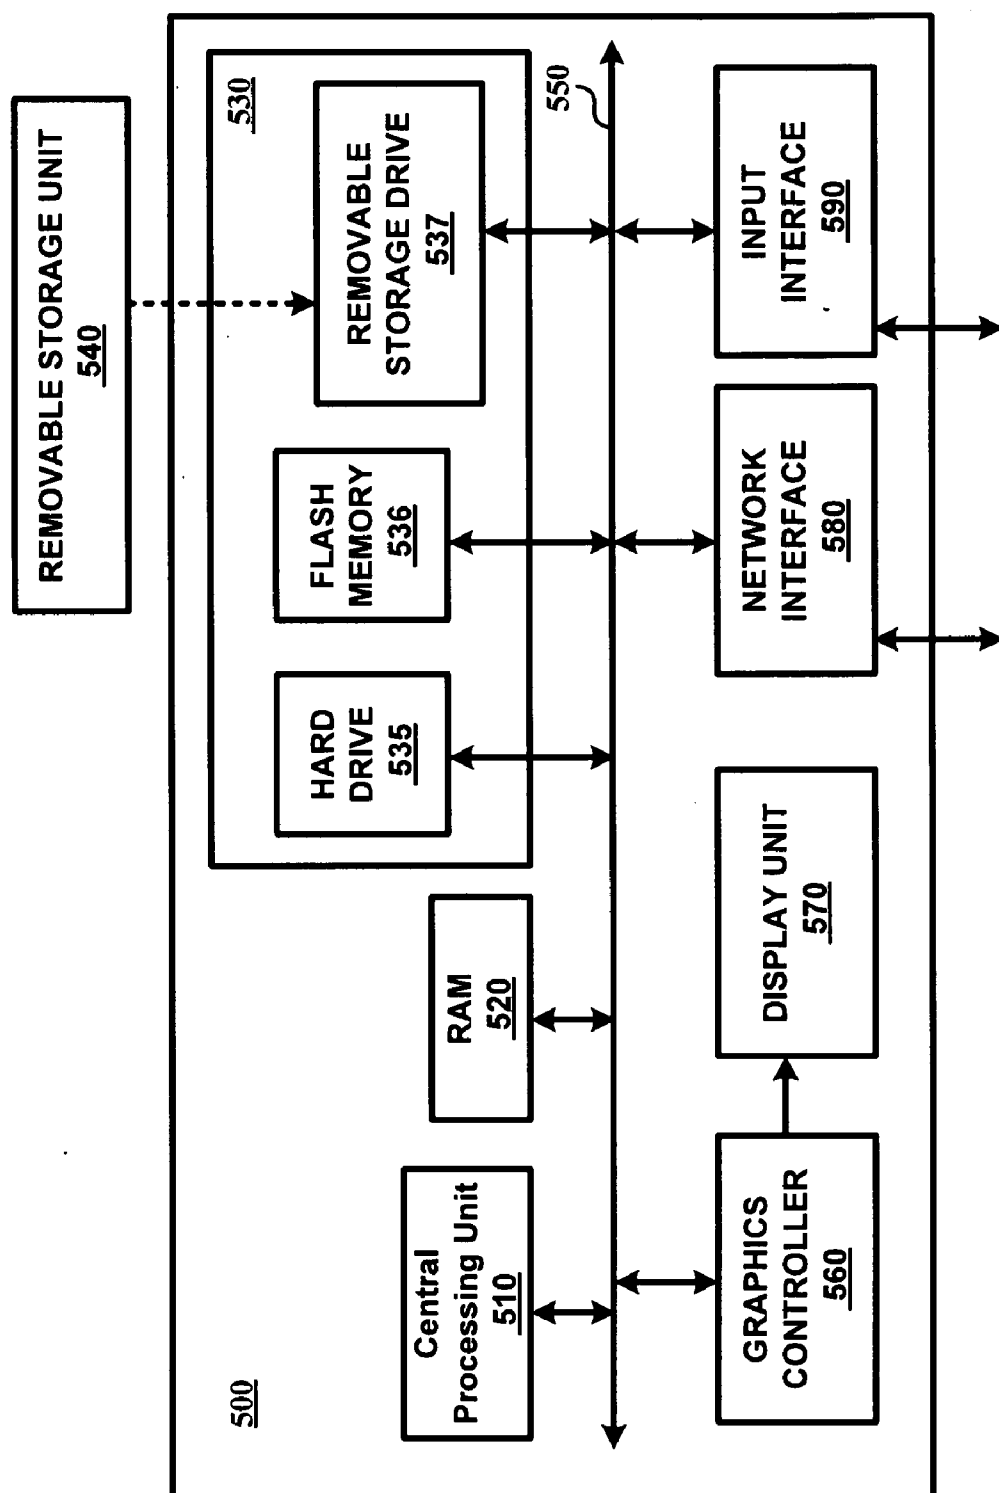 500
Central
Processing Unit
510
RAM
520
530
HARD
DRIVE
535
FLASH
MEMORY
536
REMOVABLE
STORAGE DRIVE
537
REMOVABLE STORAGE UNIT
540
550
GRAPHICS
CONTROLLER
560
DISPLAY UNIT
570
NETWORK
INTERFACE
580
INPUT
INTERFACE
590